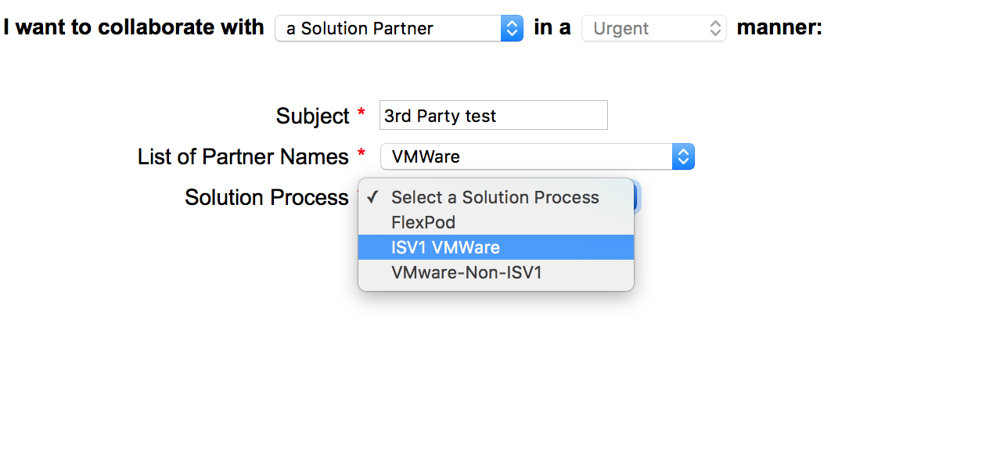 I want to collaborate with a Solution Partner in a Urgent manner:
Subject * 3rd Party test
List of Partner Names * VMWare
Solution Process ✓ Select a Solution Process
FlexPod
ISV1 VMWare
VMware-Non-ISV1